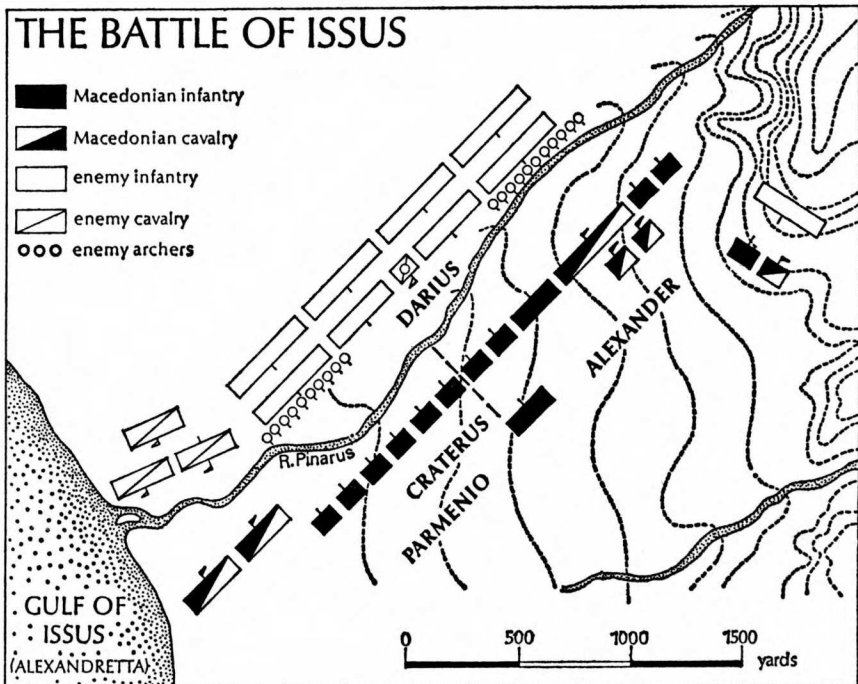 THE BATTLE OF ISSUS
Macedonian infantry
Macedonian cavalry
enemy infantry
enemy cavalry
enemy archers
DARIUS
ALEXANDER
R. Pinarus
CRATERUS
PARMENIO
GULF OF
ISSUS
(ALEXANDRETTA)
0 500 1000 1500
yards